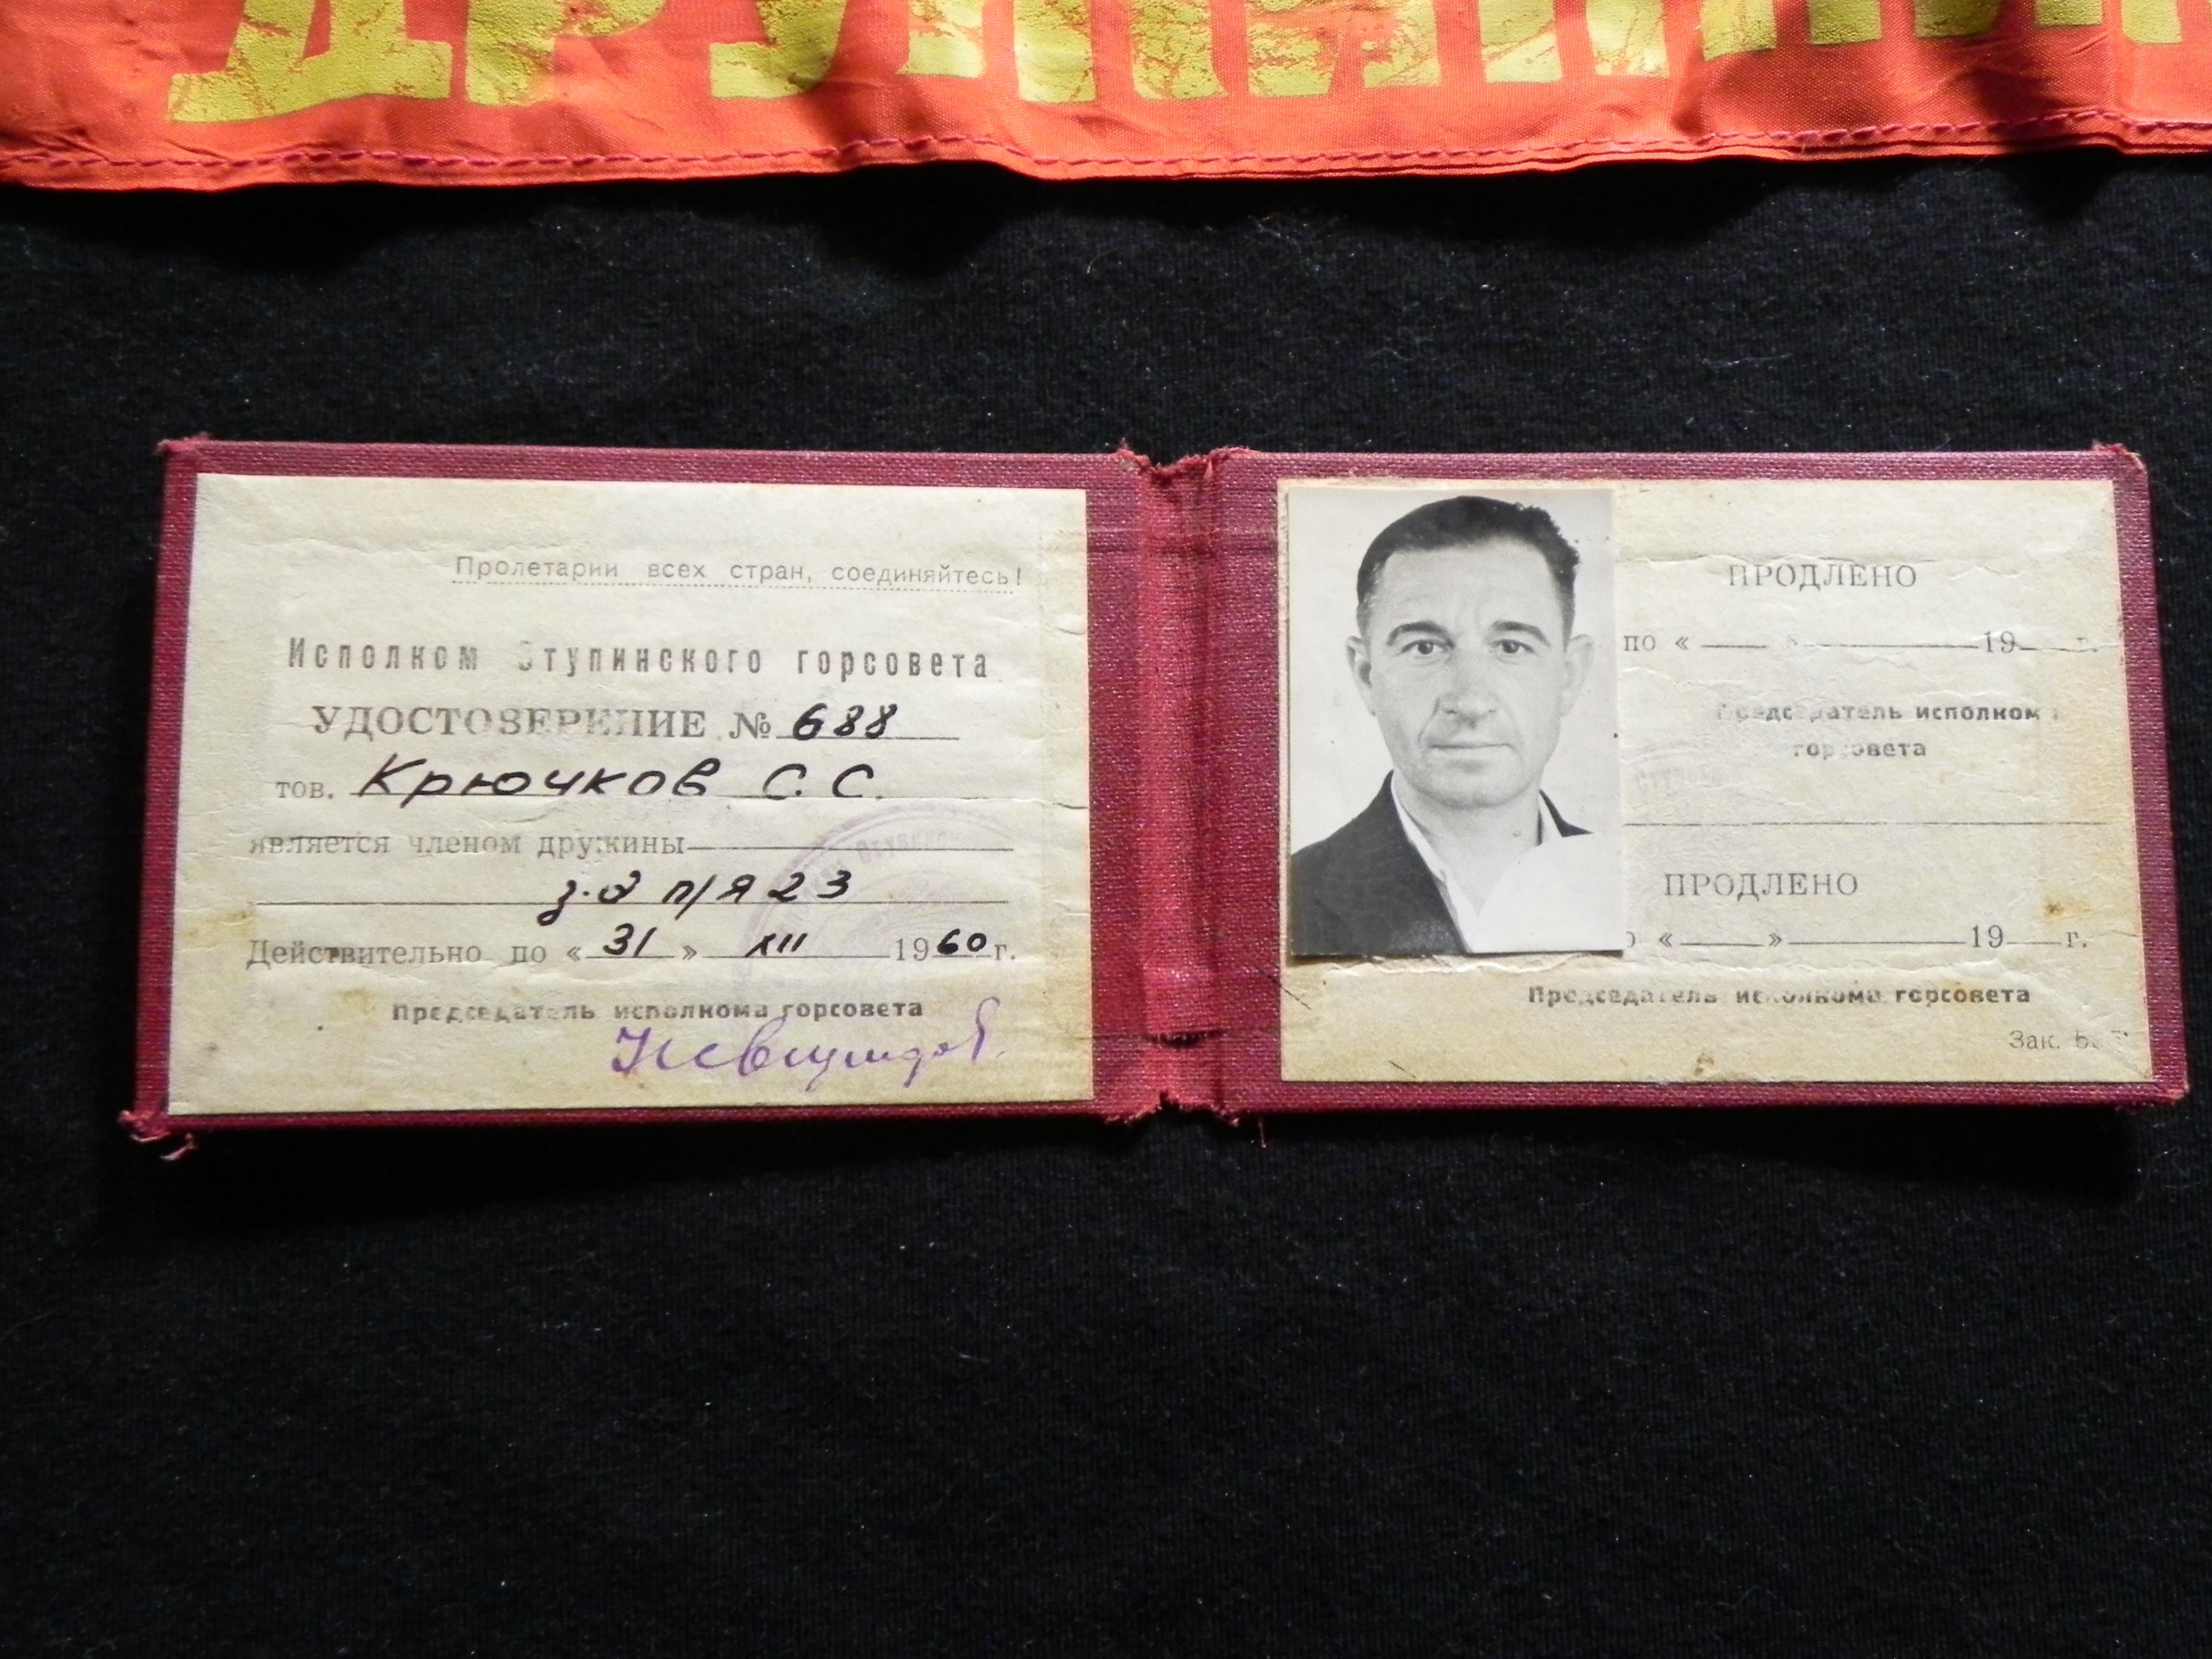 Пролетарии всех стран, соединяйтесь!
Исполком Ступинского горсовета
УДОСТОВЕРЕНИЕ № 688
тов. Крючков С. С.
является членом дружины
з-д п/я 23
Действительно по « 31 » XII 1960 г.
Председатель исполкома горсовета
ПРОДЛЕНО
по « » 19 г.
Председатель исполкома
горсовета
ПРОДЛЕНО
« » 19 г.
Председатель исполкома горсовета
Зак.